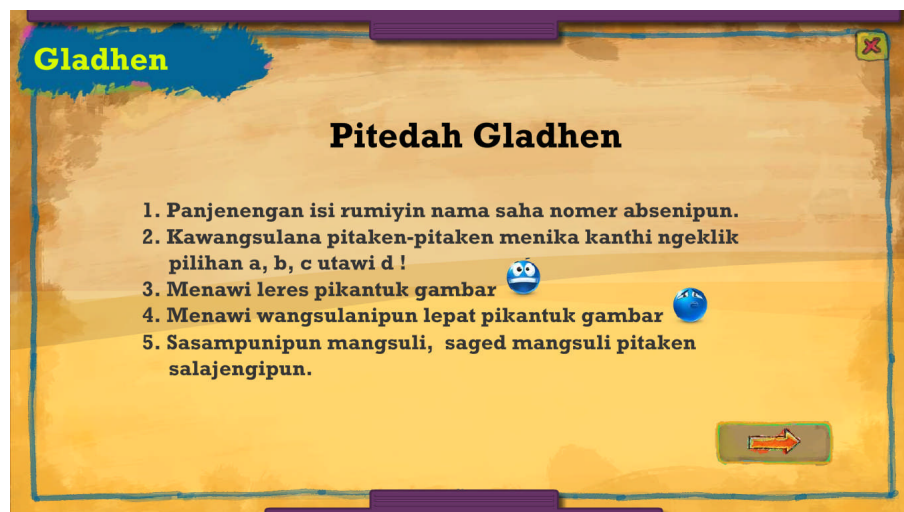 Gladhen
Pitedah Gladhen
1. Panjenengan isi rumiyin nama saha nomer absenipun.
2. Kawangsulana pitaken-pitaken menika kanthi ngeklik
pilihan a, b, c utawi d !
3. Menawi leres pikantuk gambar
4. Menawi wangsulanipun lepat pikantuk gambar
5. Sasampunipun mangsuli, saged mangsuli pitaken
salajengipun.